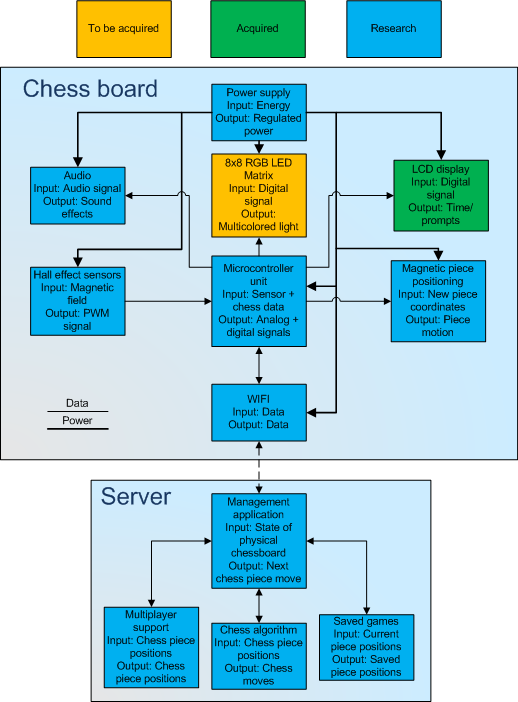 To be acquired
Acquired
Research
Chess board
Power supply
Input: Energy
Output: Regulated
power
Audio
Input: Audio signal
Output: Sound
effects
8x8 RGB LED
Matrix
Input: Digital
signal
Output:
Multicolored light
LCD display
Input: Digital
signal
Output: Time/
prompts
Hall effect sensors
Input: Magnetic
field
Output: PWM
signal
Microcontroller
unit
Input: Sensor +
chess data
Output: Analog +
digital signals
Magnetic piece
positioning
Input: New piece
coordinates
Output: Piece
motion
WIFI
Input: Data
Output: Data
Data
Power
Server
Management
application
Input: State of
physical
chessboard
Output: Next
chess piece move
Multiplayer
support
Input: Chess piece
positions
Output: Chess
piece positions
Chess algorithm
Input: Chess piece
positions
Output: Chess
moves
Saved games
Input: Current
piece positions
Output: Saved
piece positions